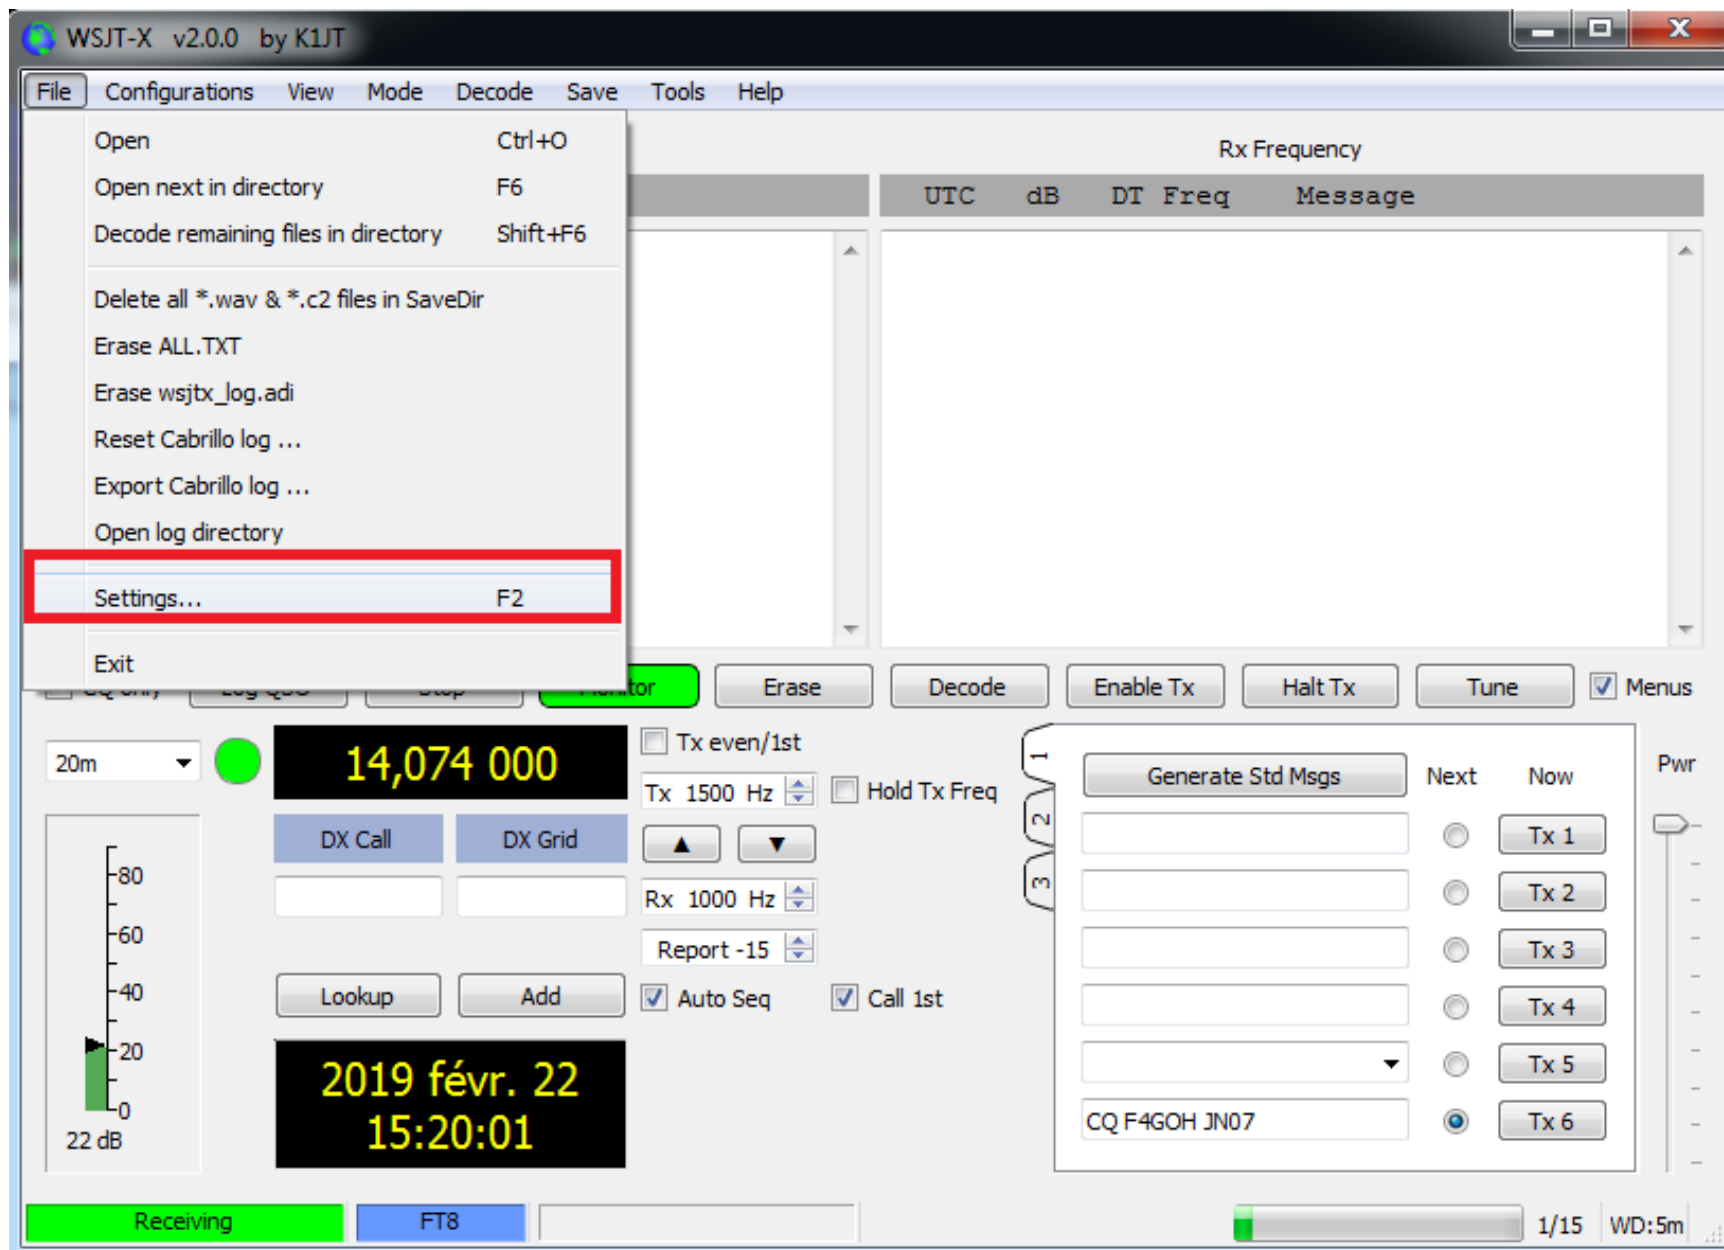 WSJT-X v2.0.0 by K1JT
File Configurations View Mode Decode Save Tools Help
Open Ctrl+O
Open next in directory F6
Decode remaining files in directory Shift+F6
Delete all *.wav & *.c2 files in SaveDir
Erase ALL.TXT
Erase wsjtx_log.adi
Reset Cabrillo log ...
Export Cabrillo log ...
Open log directory
Settings... F2
Exit
Rx Frequency
UTC dB DT Freq Message
Erase Decode Enable Tx Halt Tx Tune Menus
20m 14,074 000
Tx even/1st
Tx 1500 Hz Hold Tx Freq
DX Call DX Grid
Rx 1000 Hz
Report -15
Lookup Add
Auto Seq Call 1st
80
60
40
20
0
22 dB
2019 févr. 22
15:20:01
1
2
3
Generate Std Msgs Next Now
Tx 1
Tx 2
Tx 3
Tx 4
Tx 5
CQ F4GOH JN07 Tx 6
Pwr
Receiving FT8 1/15 WD:5m